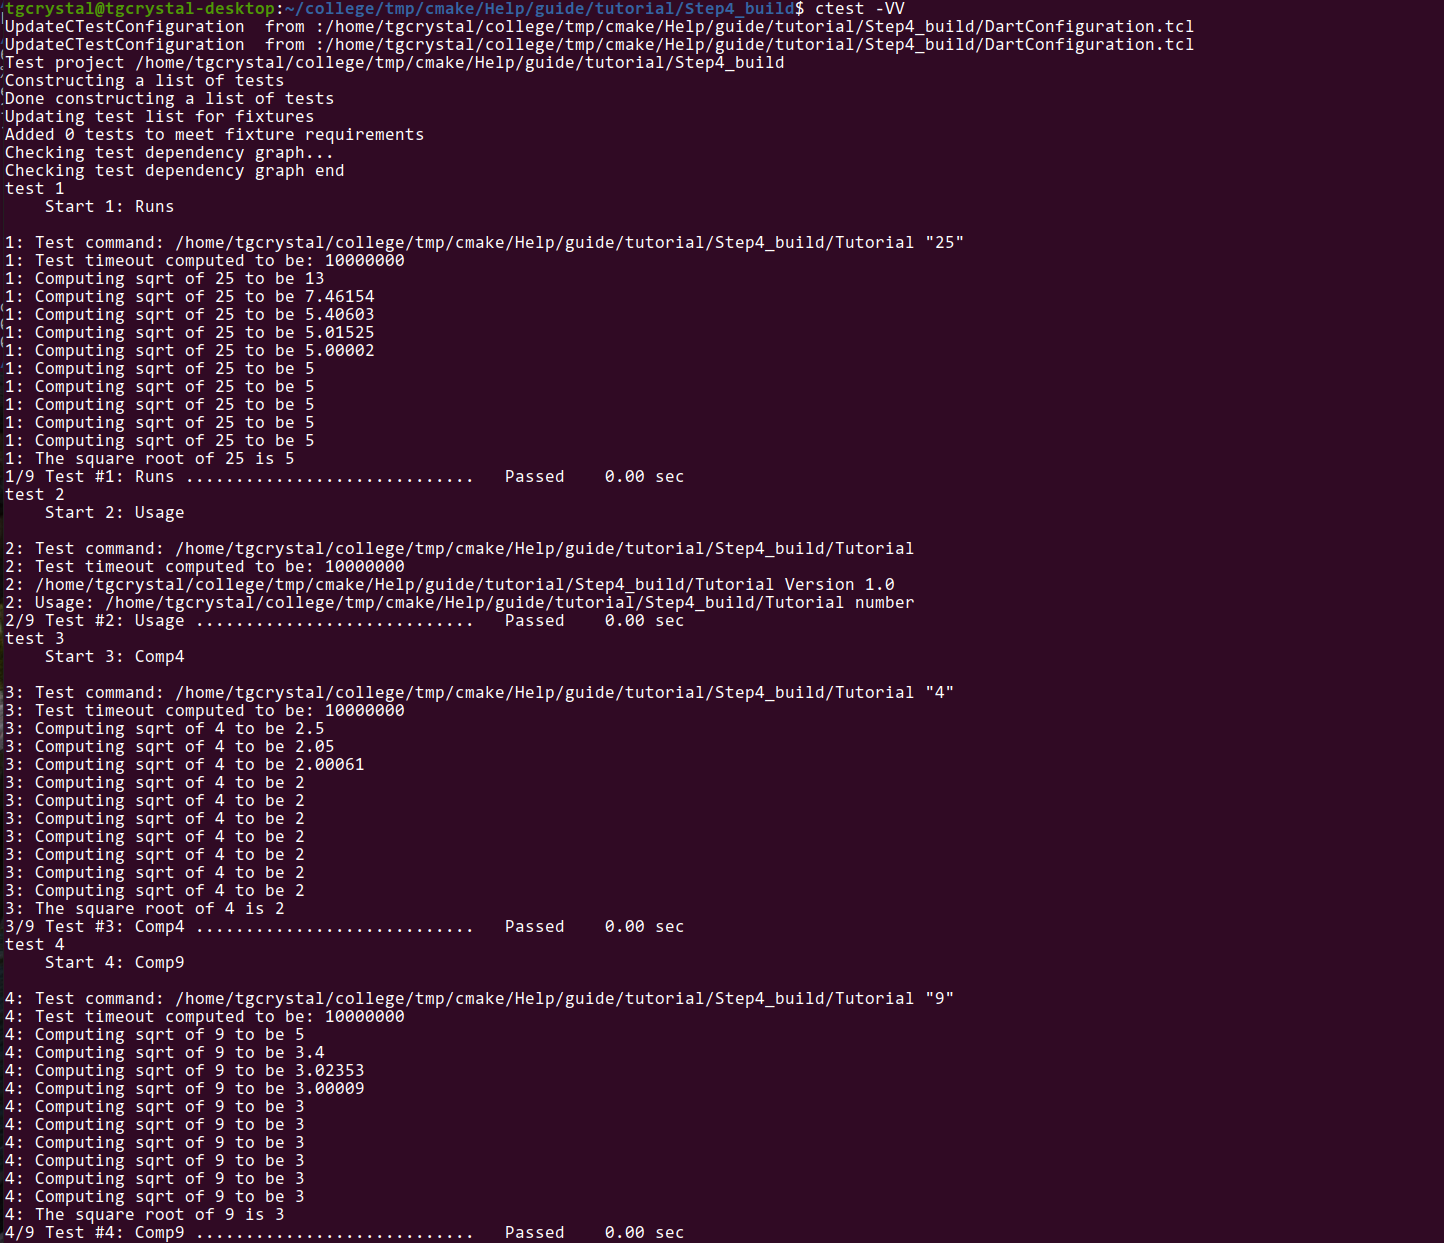 tgcrystal@tgcrystal-desktop:~/college/tmp/cmake/Help/guide/tutorial/Step4_build$ ctest -VV
UpdateCTestConfiguration  from :/home/tgcrystal/college/tmp/cmake/Help/guide/tutorial/Step4_build/DartConfiguration.tcl
UpdateCTestConfiguration  from :/home/tgcrystal/college/tmp/cmake/Help/guide/tutorial/Step4_build/DartConfiguration.tcl
Test project /home/tgcrystal/college/tmp/cmake/Help/guide/tutorial/Step4_build
Constructing a list of tests
Done constructing a list of tests
Updating test list for fixtures
Added 0 tests to meet fixture requirements
Checking test dependency graph...
Checking test dependency graph end
test 1
    Start 1: Runs

1: Test command: /home/tgcrystal/college/tmp/cmake/Help/guide/tutorial/Step4_build/Tutorial "25"
1: Test timeout computed to be: 10000000
1: Computing sqrt of 25 to be 13
1: Computing sqrt of 25 to be 7.46154
1: Computing sqrt of 25 to be 5.40603
1: Computing sqrt of 25 to be 5.01525
1: Computing sqrt of 25 to be 5.00002
1: Computing sqrt of 25 to be 5
1: Computing sqrt of 25 to be 5
1: Computing sqrt of 25 to be 5
1: Computing sqrt of 25 to be 5
1: Computing sqrt of 25 to be 5
1: The square root of 25 is 5
1/9 Test #1: Runs .............................   Passed    0.00 sec
test 2
    Start 2: Usage

2: Test command: /home/tgcrystal/college/tmp/cmake/Help/guide/tutorial/Step4_build/Tutorial
2: Test timeout computed to be: 10000000
2: /home/tgcrystal/college/tmp/cmake/Help/guide/tutorial/Step4_build/Tutorial Version 1.0
2: Usage: /home/tgcrystal/college/tmp/cmake/Help/guide/tutorial/Step4_build/Tutorial number
2/9 Test #2: Usage ............................   Passed    0.00 sec
test 3
    Start 3: Comp4

3: Test command: /home/tgcrystal/college/tmp/cmake/Help/guide/tutorial/Step4_build/Tutorial "4"
3: Test timeout computed to be: 10000000
3: Computing sqrt of 4 to be 2.5
3: Computing sqrt of 4 to be 2.05
3: Computing sqrt of 4 to be 2.00061
3: Computing sqrt of 4 to be 2
3: Computing sqrt of 4 to be 2
3: Computing sqrt of 4 to be 2
3: Computing sqrt of 4 to be 2
3: Computing sqrt of 4 to be 2
3: Computing sqrt of 4 to be 2
3: Computing sqrt of 4 to be 2
3: The square root of 4 is 2
3/9 Test #3: Comp4 ............................   Passed    0.00 sec
test 4
    Start 4: Comp9

4: Test command: /home/tgcrystal/college/tmp/cmake/Help/guide/tutorial/Step4_build/Tutorial "9"
4: Test timeout computed to be: 10000000
4: Computing sqrt of 9 to be 5
4: Computing sqrt of 9 to be 3.4
4: Computing sqrt of 9 to be 3.02353
4: Computing sqrt of 9 to be 3.00009
4: Computing sqrt of 9 to be 3
4: Computing sqrt of 9 to be 3
4: Computing sqrt of 9 to be 3
4: Computing sqrt of 9 to be 3
4: Computing sqrt of 9 to be 3
4: Computing sqrt of 9 to be 3
4: The square root of 9 is 3
4/9 Test #4: Comp9 ............................   Passed    0.00 sec